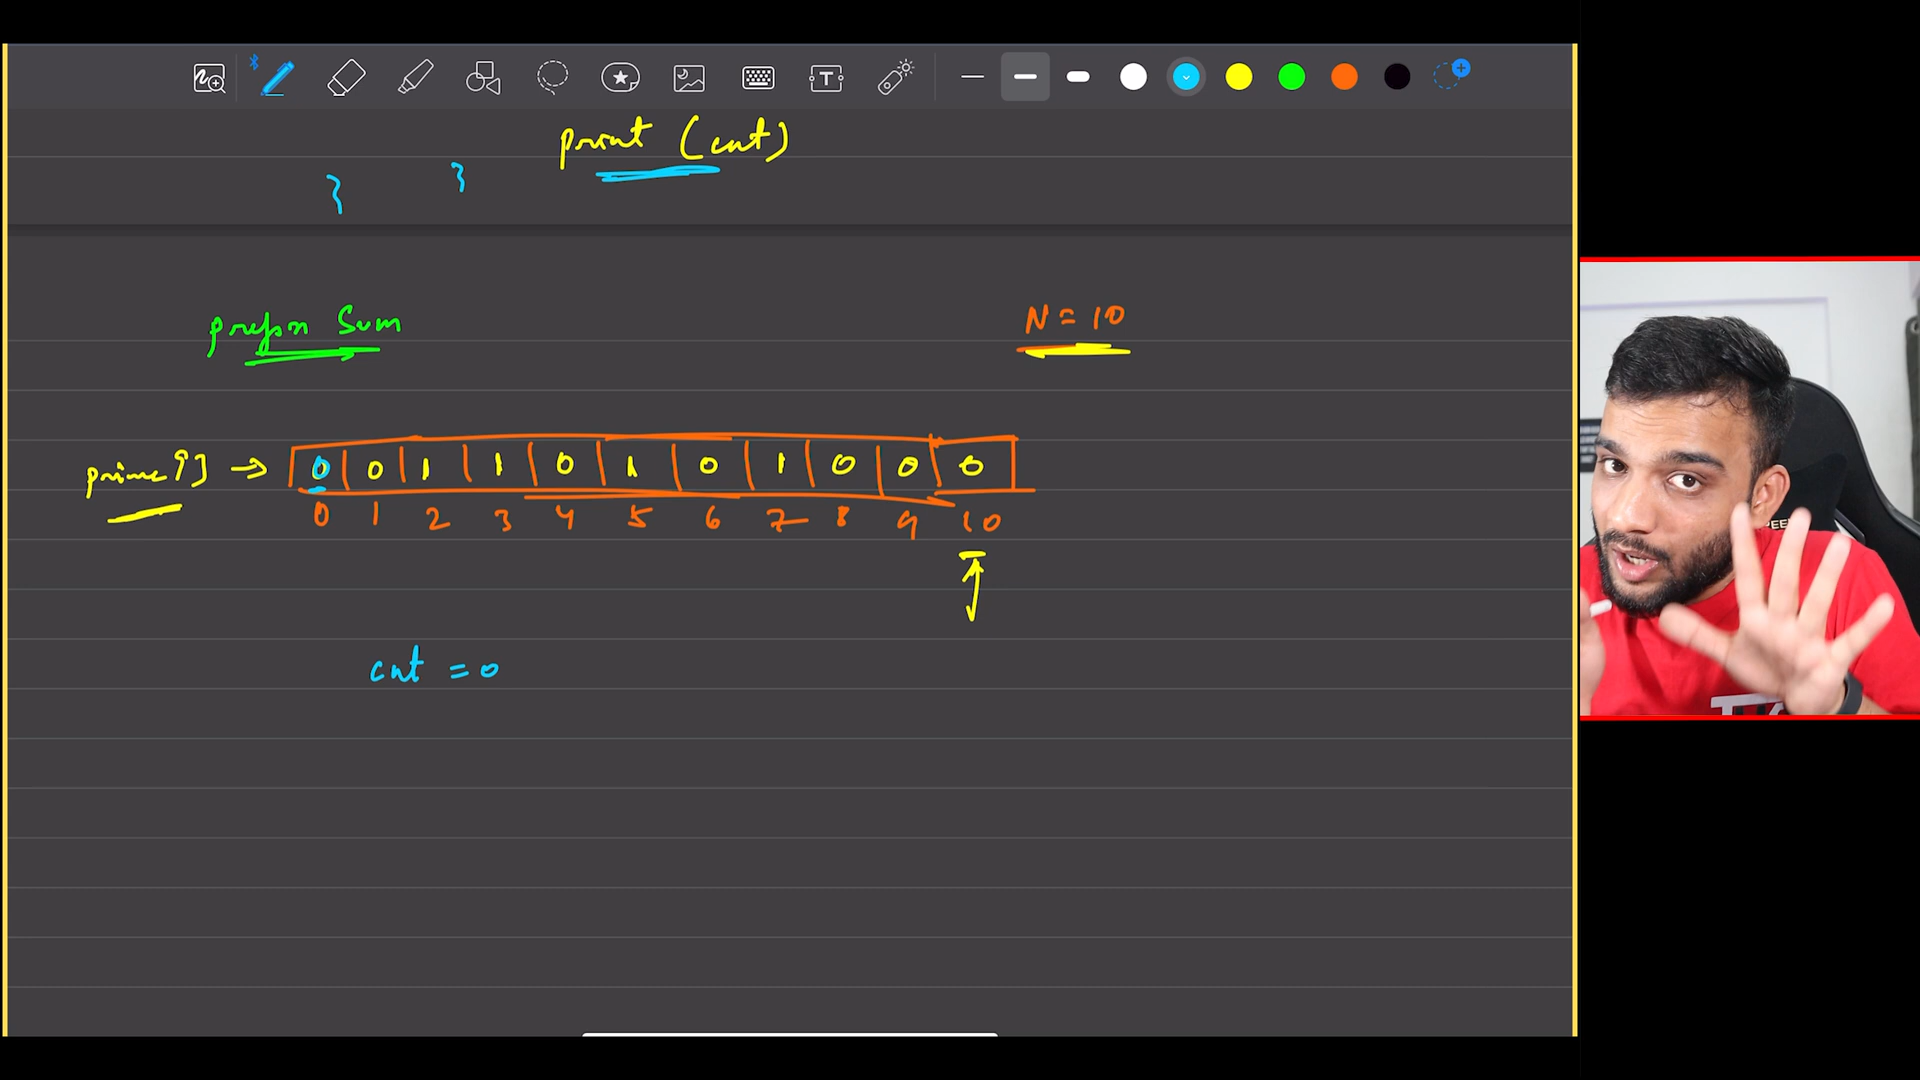 print (cnt)
}
}
prefix Sum
N = 10
prime[] → 0 0 1 1 0 1 0 1 0 0 0
0 1 2 3 4 5 6 7 8 9 10
cnt = 0